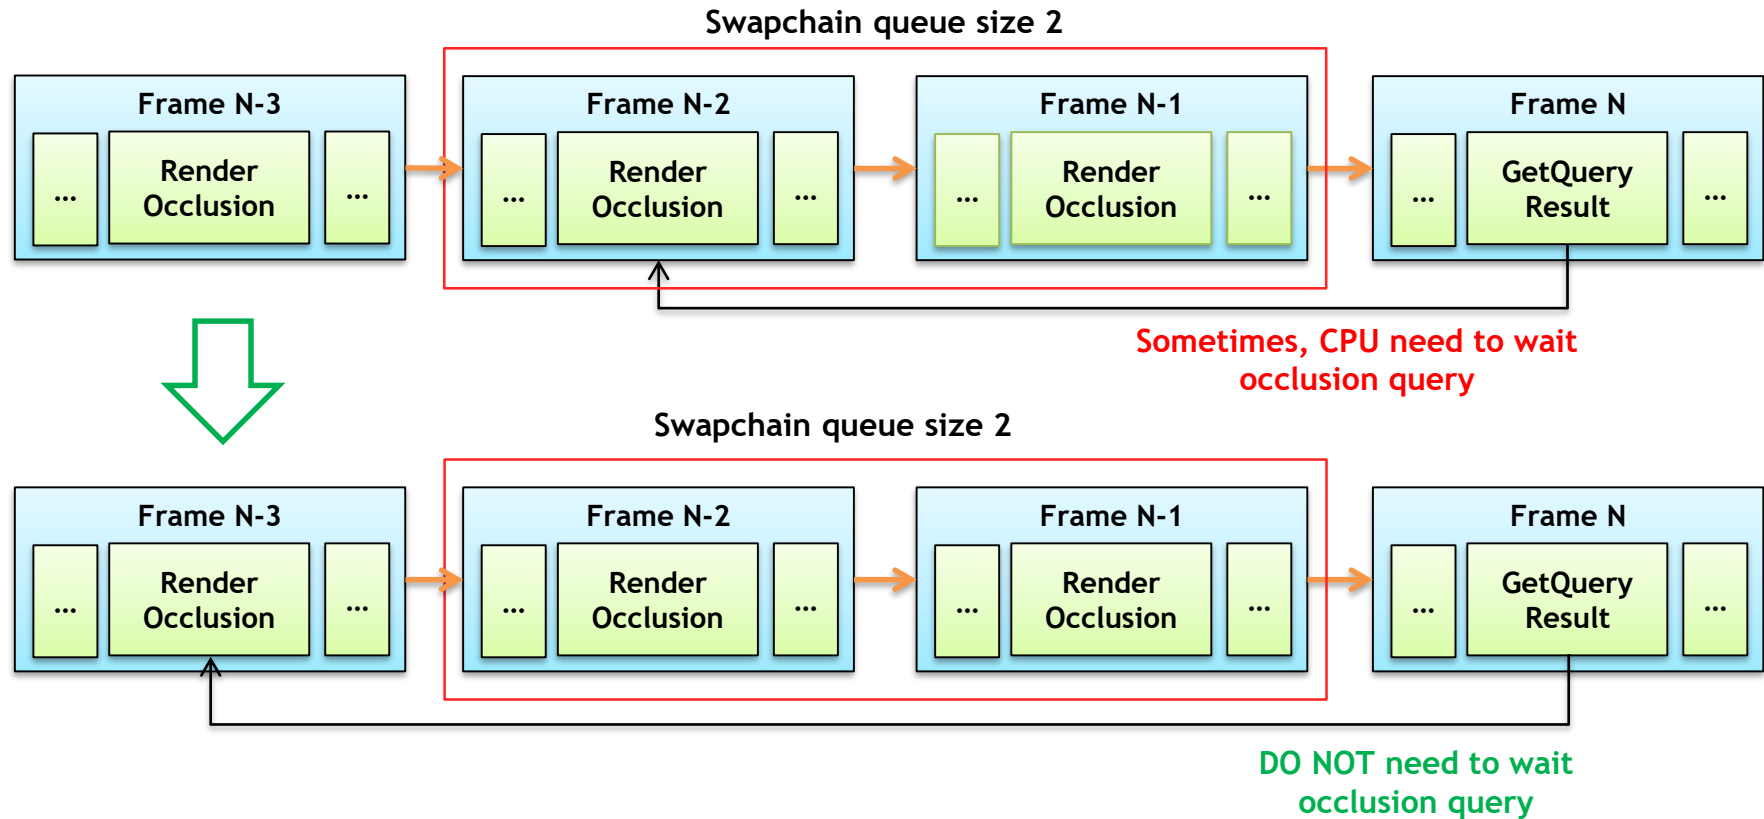 Swapchain queue size 2
Frame N-3
... Render ...
Occlusion
Frame N-2
... Render ...
Occlusion
Frame N-1
... Render ...
Occlusion
Frame N
... GetQuery ...
Result
Sometimes, CPU need to wait
occlusion query
Swapchain queue size 2
Frame N-3
... Render ...
Occlusion
Frame N-2
... Render ...
Occlusion
Frame N-1
... Render ...
Occlusion
Frame N
... GetQuery ...
Result
DO NOT need to wait
occlusion query